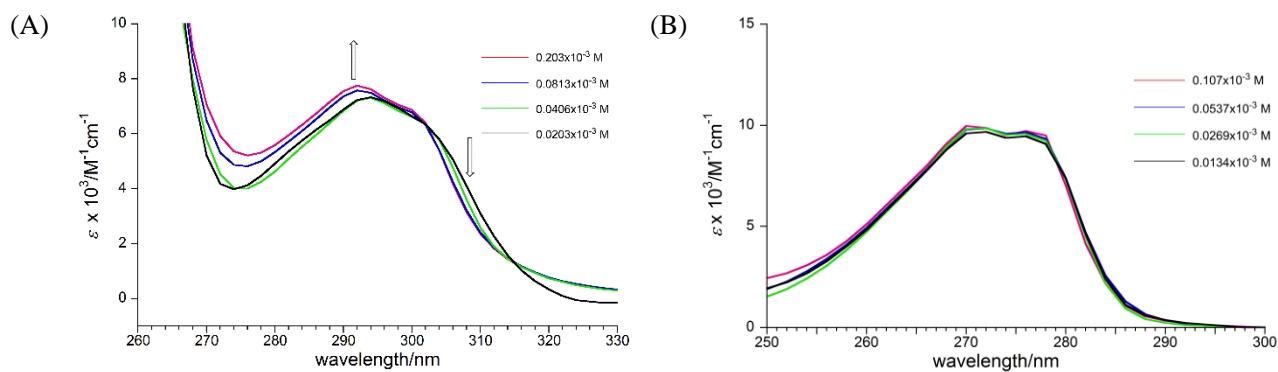 (A)
10
8
6
4
2
0
ε x 10³/M⁻¹cm⁻¹
0.203x10⁻³ M
0.0813x10⁻³ M
0.0406x10⁻³ M
0.0203x10⁻³ M
260 270 280 290 300 310 320 330
wavelength/nm
(B)
15
10
5
0
ε x 10³/M⁻¹cm⁻¹
0.107x10⁻³ M
0.0537x10⁻³ M
0.0269x10⁻³ M
0.0134x10⁻³ M
250 260 270 280 290 300
wavelength/nm